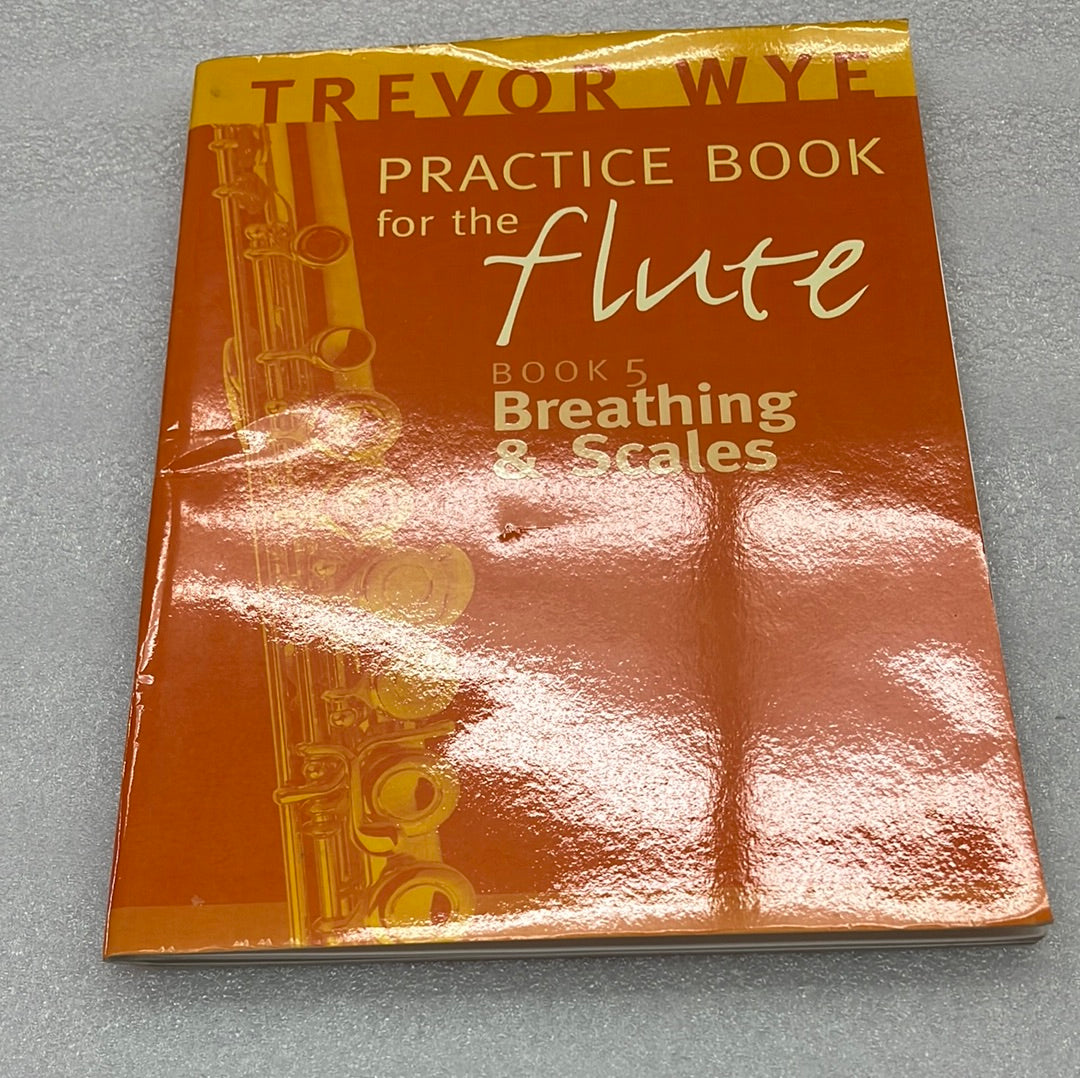 TREVOR WYE
PRACTICE BOOK
for the
flute
BOOK 5
Breathing
& Scales